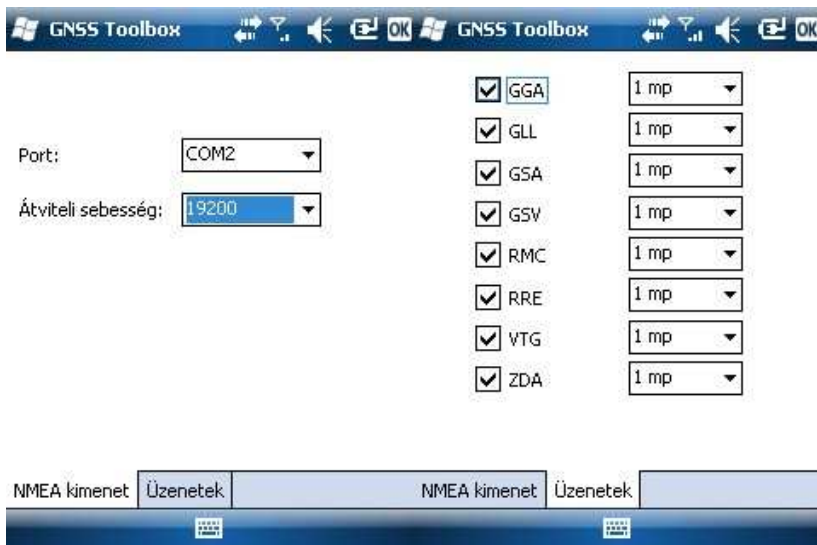 GNSS Toolbox OK
Port: COM2
Átviteli sebesség: 19200
NMEA kimenet Üzenetek
GNSS Toolbox OK
GGA 1 mp
GLL 1 mp
GSA 1 mp
GSV 1 mp
RMC 1 mp
RRE 1 mp
VTG 1 mp
ZDA 1 mp
NMEA kimenet Üzenetek